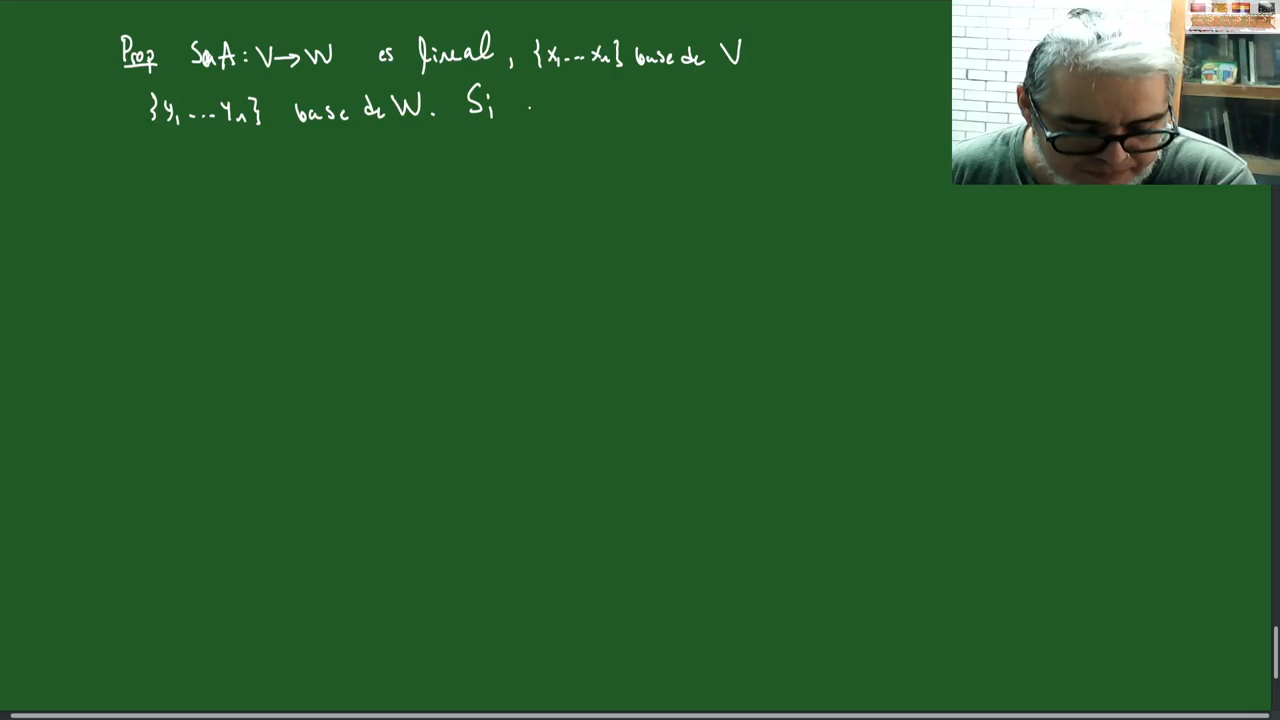 Prop Sea A: V → W es lineal, {x₁...xₙ} base de V
{y₁...yₙ} base de W. Si